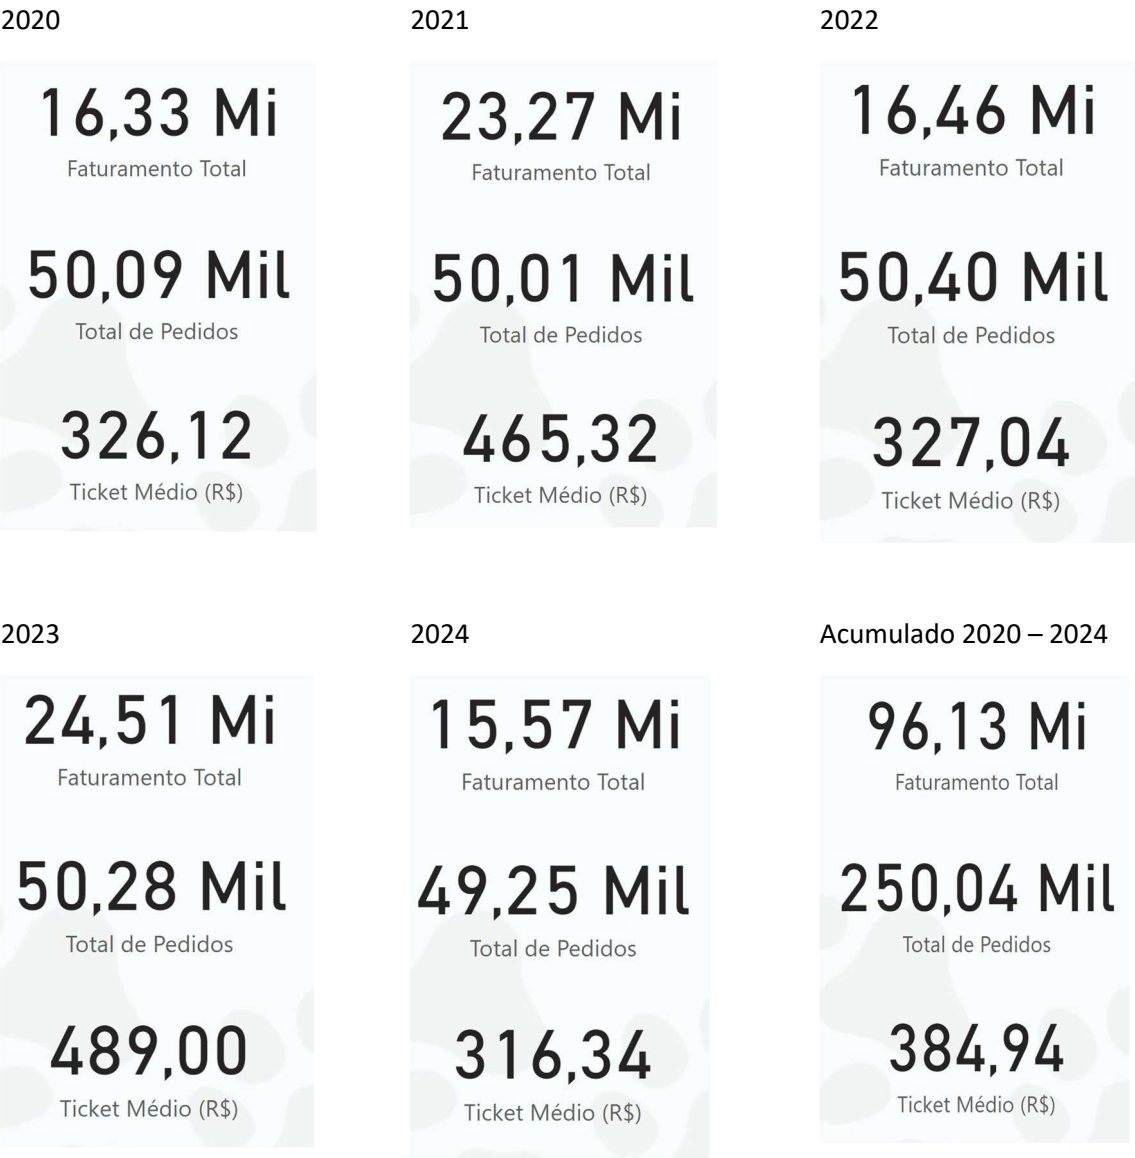 2020
16,33 Mi
Faturamento Total
50,09 Mil
Total de Pedidos
326,12
Ticket Médio (R$)
2021
23,27 Mi
Faturamento Total
50,01 Mil
Total de Pedidos
465,32
Ticket Médio (R$)
2022
16,46 Mi
Faturamento Total
50,40 Mil
Total de Pedidos
327,04
Ticket Médio (R$)
2023
24,51 Mi
Faturamento Total
50,28 Mil
Total de Pedidos
489,00
Ticket Médio (R$)
2024
15,57 Mi
Faturamento Total
49,25 Mil
Total de Pedidos
316,34
Ticket Médio (R$)
Acumulado 2020 – 2024
96,13 Mi
Faturamento Total
250,04 Mil
Total de Pedidos
384,94
Ticket Médio (R$)